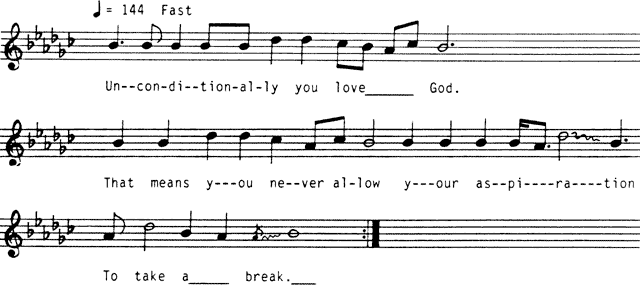 ♩ = 144 Fast
Un--con-di--tion-al-ly you love______ God.
That means y---ou ne--ver al-low y---our as--pi----ra----tion
To take a_____ break.___